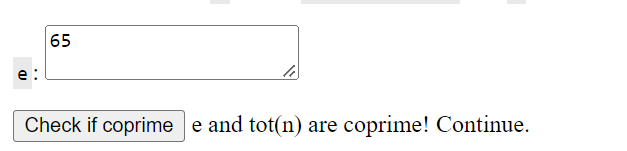 e: 65
Check if coprime e and tot(n) are coprime! Continue.